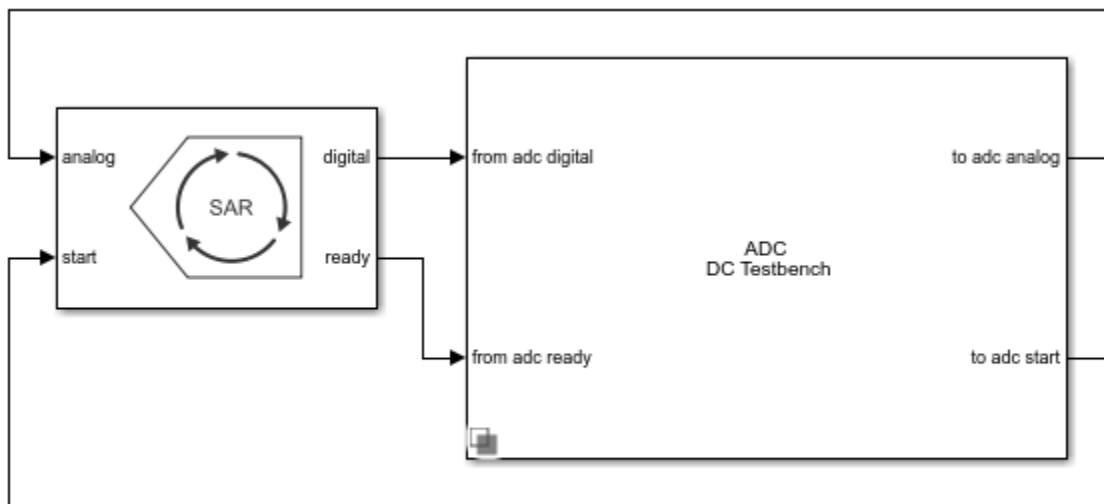 analog
SAR
digital
start
ready
from adc digital
to adc analog
ADC
DC Testbench
from adc ready
to adc start